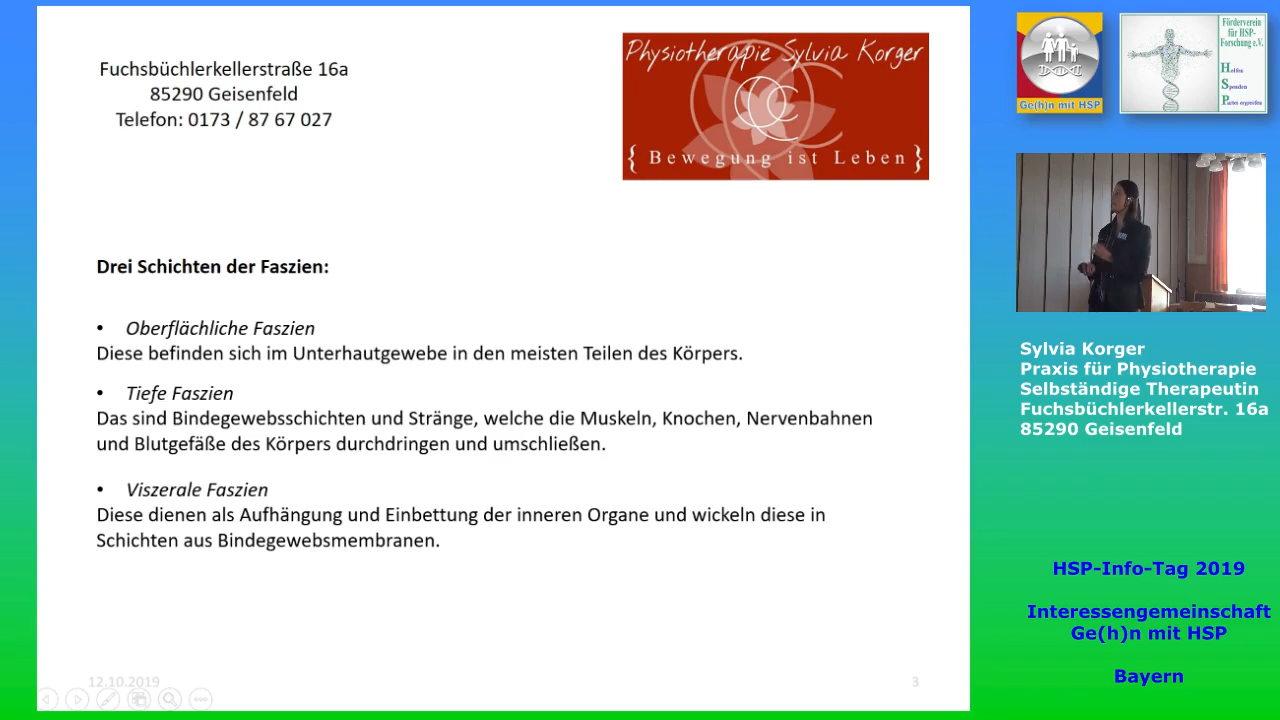 Fuchsbüchlerkellerstraße 16a
85290 Geisenfeld
Telefon: 0173 / 87 67 027
Physiotherapie Sylvia Korger
{ Bewegung ist Leben }
Drei Schichten der Faszien:
• Oberflächliche Faszien
Diese befinden sich im Unterhautgewebe in den meisten Teilen des Körpers.
• Tiefe Faszien
Das sind Bindegewebsschichten und Stränge, welche die Muskeln, Knochen, Nervenbahnen
und Blutgefäße des Körpers durchdringen und umschließen.
• Viszerale Faszien
Diese dienen als Aufhängung und Einbettung der inneren Organe und wickeln diese in
Schichten aus Bindegewebsmembranen.
12.10.2019
3
Ge(h)n mit HSP
Förderverein
für HSP-
Forschung e.V.
Helfen
Spenden
Partei ergreifen
Sylvia Korger
Praxis für Physiotherapie
Selbständige Therapeutin
Fuchsbüchlerkellerstr. 16a
85290 Geisenfeld
HSP-Info-Tag 2019
Interessengemeinschaft
Ge(h)n mit HSP
Bayern